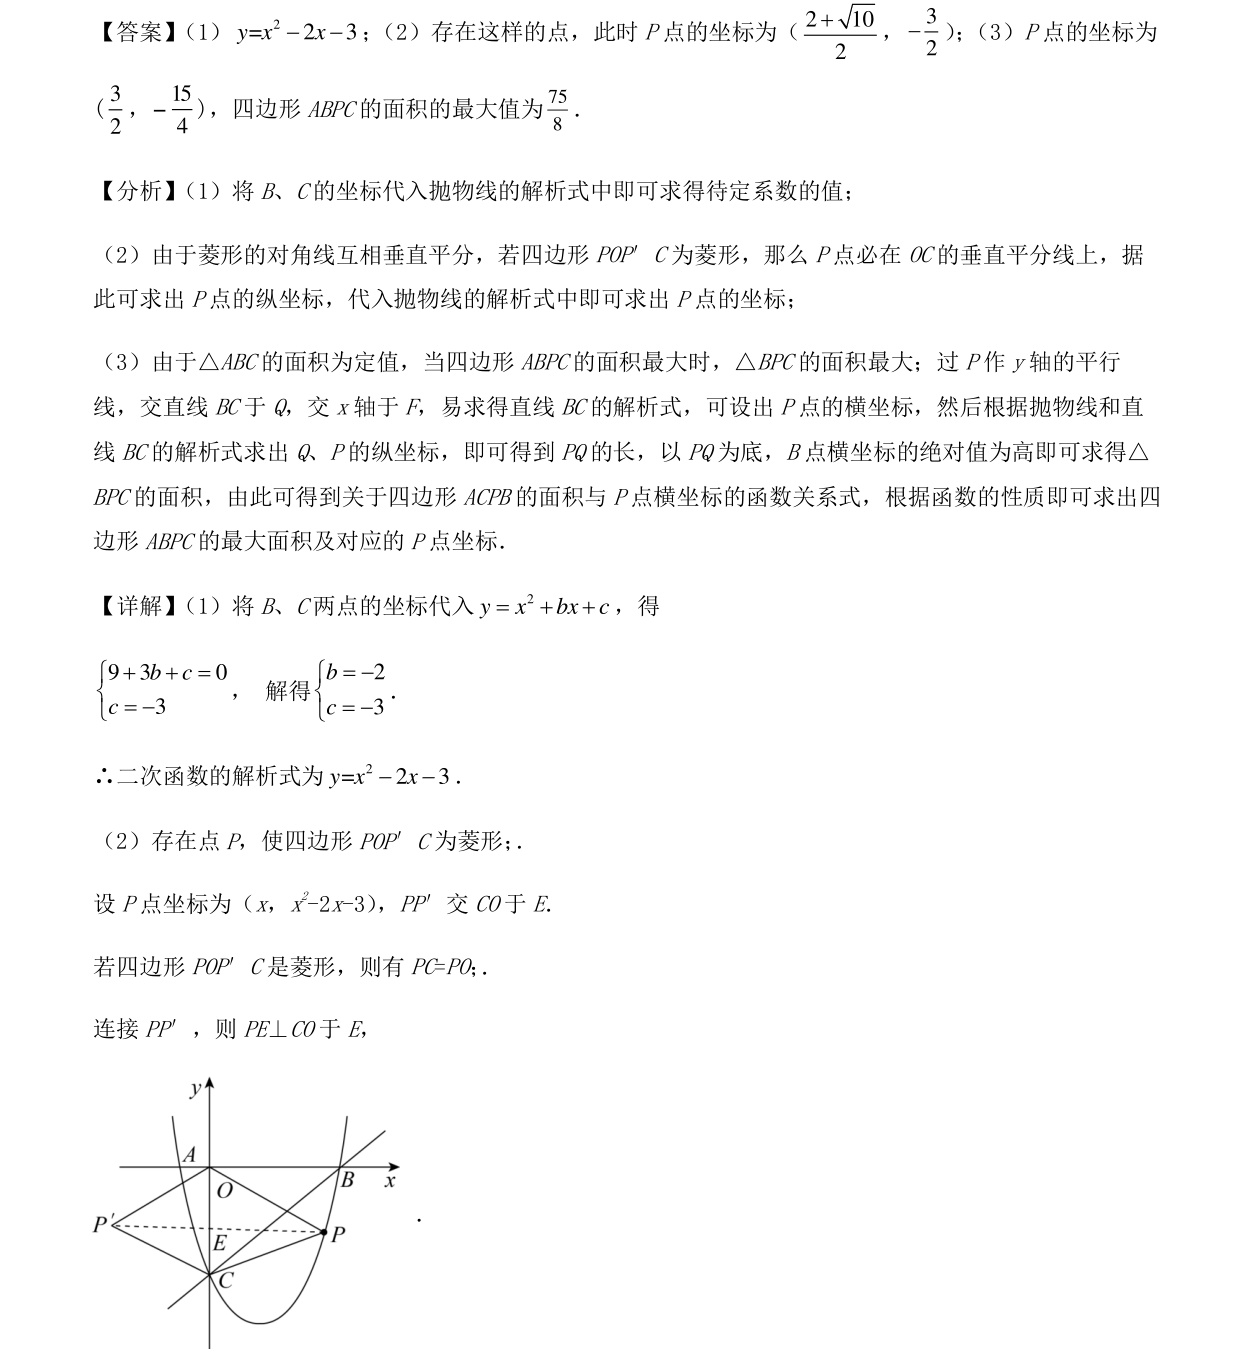 【答案】(1) y=x²－2x－3；(2) 存在这样的点，此时 P 点的坐标为（(2+√10)/2，－3/2）；(3) P 点的坐标为
(3/2，－15/4)，四边形 ABPC 的面积的最大值为75/8．
【分析】(1) 将 B、C 的坐标代入抛物线的解析式中即可求得待定系数的值；
（2）由于菱形的对角线互相垂直平分，若四边形 POP′C 为菱形，那么 P 点必在 OC 的垂直平分线上，据
此可求出 P 点的纵坐标，代入抛物线的解析式中即可求出 P 点的坐标；
（3）由于△ABC 的面积为定值，当四边形 ABPC 的面积最大时，△BPC 的面积最大；过 P 作 y 轴的平行
线，交直线 BC 于 Q，交 x 轴于 F，易求得直线 BC 的解析式，可设出 P 点的横坐标，然后根据抛物线和直
线 BC 的解析式求出 Q、P 的纵坐标，即可得到 PQ 的长，以 PQ 为底，B 点横坐标的绝对值为高即可求得△
BPC 的面积，由此可得到关于四边形 ACPB 的面积与 P 点横坐标的函数关系式，根据函数的性质即可求出四
边形 ABPC 的最大面积及对应的 P 点坐标．
【详解】(1) 将 B、C 两点的坐标代入 y = x² + bx + c，得
{9+3b+c=0
c=－3， 解得{b=－2
c=－3．
∴二次函数的解析式为 y=x²－2x－3．
（2）存在点 P，使四边形 POP′C 为菱形；．
设 P 点坐标为（x，x²-2x-3），PP′交 CO 于 E．
若四边形 POP′C 是菱形，则有 PC=PO；．
连接 PP′，则 PE⊥CO 于 E，
y
A
B
x
O
P′
E
P
．
C